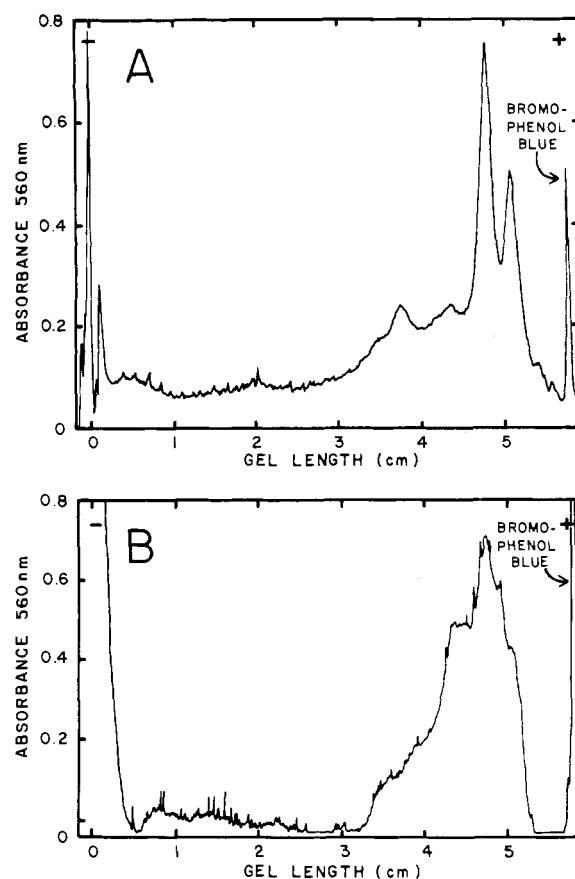 0.8
0.6
0.4
0.2
0
ABSORBANCE 560 nm
A
−
+
BROMO-
PHENOL
BLUE
0 1 2 3 4 5
GEL LENGTH (cm)
0.8
0.6
0.4
0.2
0
ABSORBANCE 560 nm
B
−
+
BROMO-
PHENOL
BLUE
0 1 2 3 4 5
GEL LENGTH (cm)